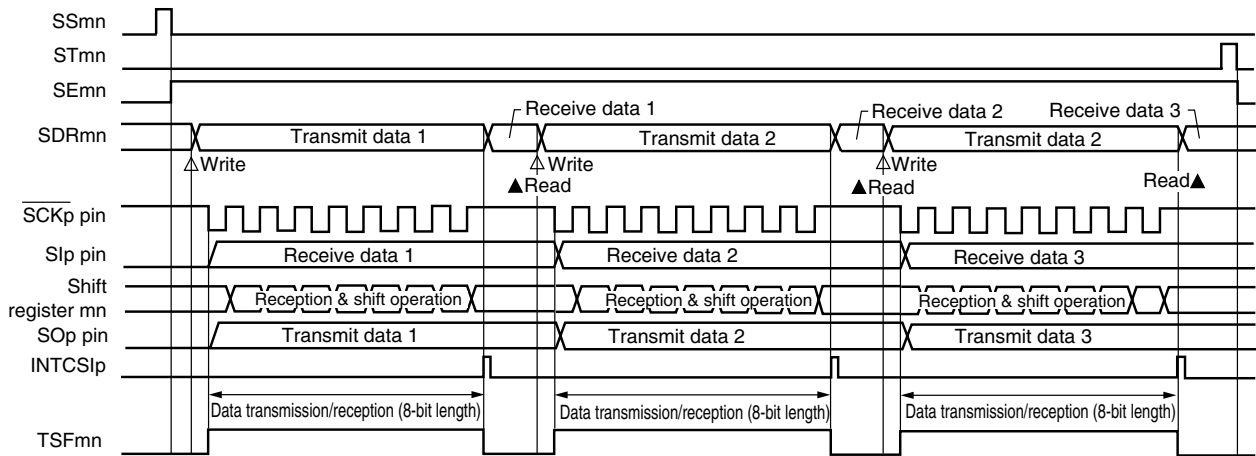 SSmn
STmn
SEmn
Receive data 1
Receive data 2
Receive data 3
SDRmn
Transmit data 1
Transmit data 2
Transmit data 2
Write
Write
Write
▲Read
▲Read
Read▲
SCKp pin
SIp pin
Receive data 1
Receive data 2
Receive data 3
Shift
register mn
Reception & shift operation
Reception & shift operation
Reception & shift operation
SOp pin
Transmit data 1
Transmit data 2
Transmit data 3
INTCSIp
Data transmission/reception (8-bit length)
Data transmission/reception (8-bit length)
Data transmission/reception (8-bit length)
TSFmn